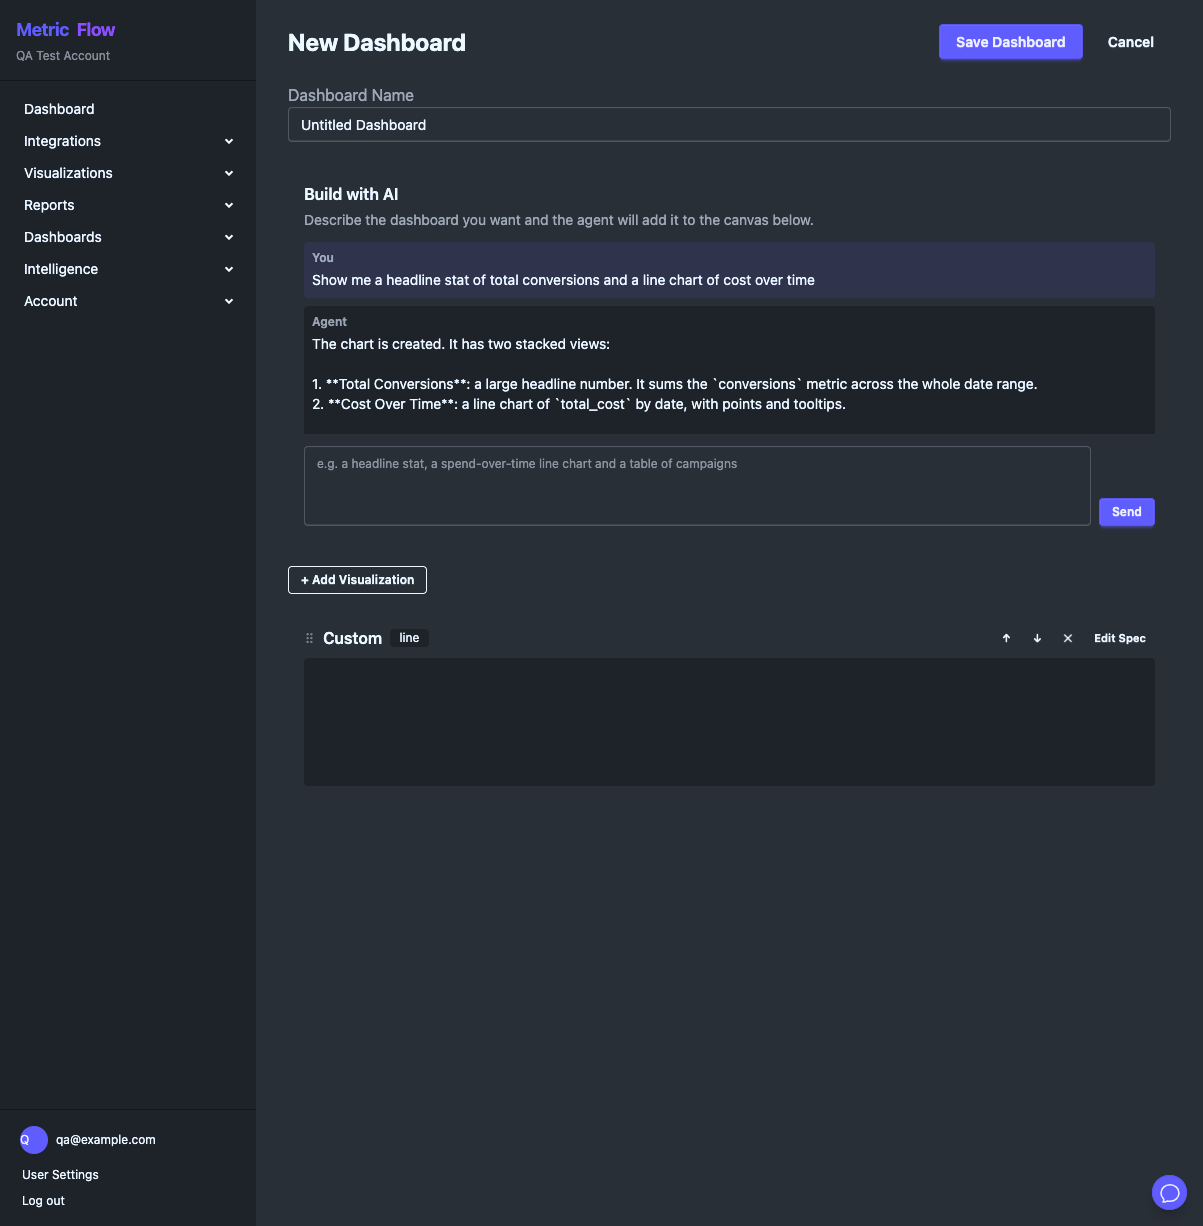 Metric Flow
QA Test Account
Dashboard
Integrations
Visualizations
Reports
Dashboards
Intelligence
Account
New Dashboard
Save Dashboard
Cancel
Dashboard Name
Untitled Dashboard
Build with AI
Describe the dashboard you want and the agent will add it to the canvas below.
You
Show me a headline stat of total conversions and a line chart of cost over time
Agent
The chart is created. It has two stacked views:
1. **Total Conversions**: a large headline number. It sums the `conversions` metric across the whole date range.
2. **Cost Over Time**: a line chart of `total_cost` by date, with points and tooltips.
e.g. a headline stat, a spend-over-time line chart and a table of campaigns
Send
+ Add Visualization
Custom line
Edit Spec
Q qa@example.com
User Settings
Log out